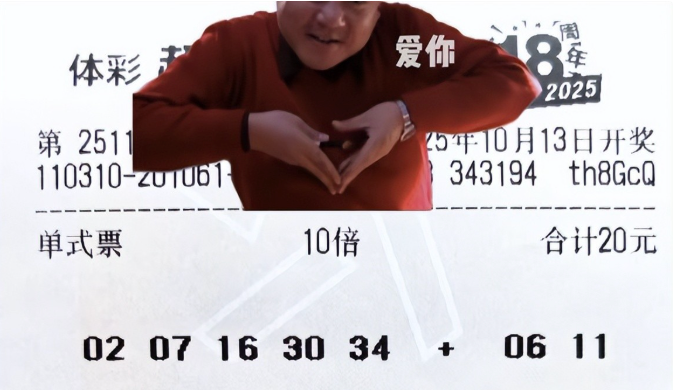 爱你
体彩
18周年
2025
第 2511 25年10月13日开奖
110310-201061- 343194 th8GcQ
单式票 10倍 合计20元
02 07 16 30 34 + 06 11